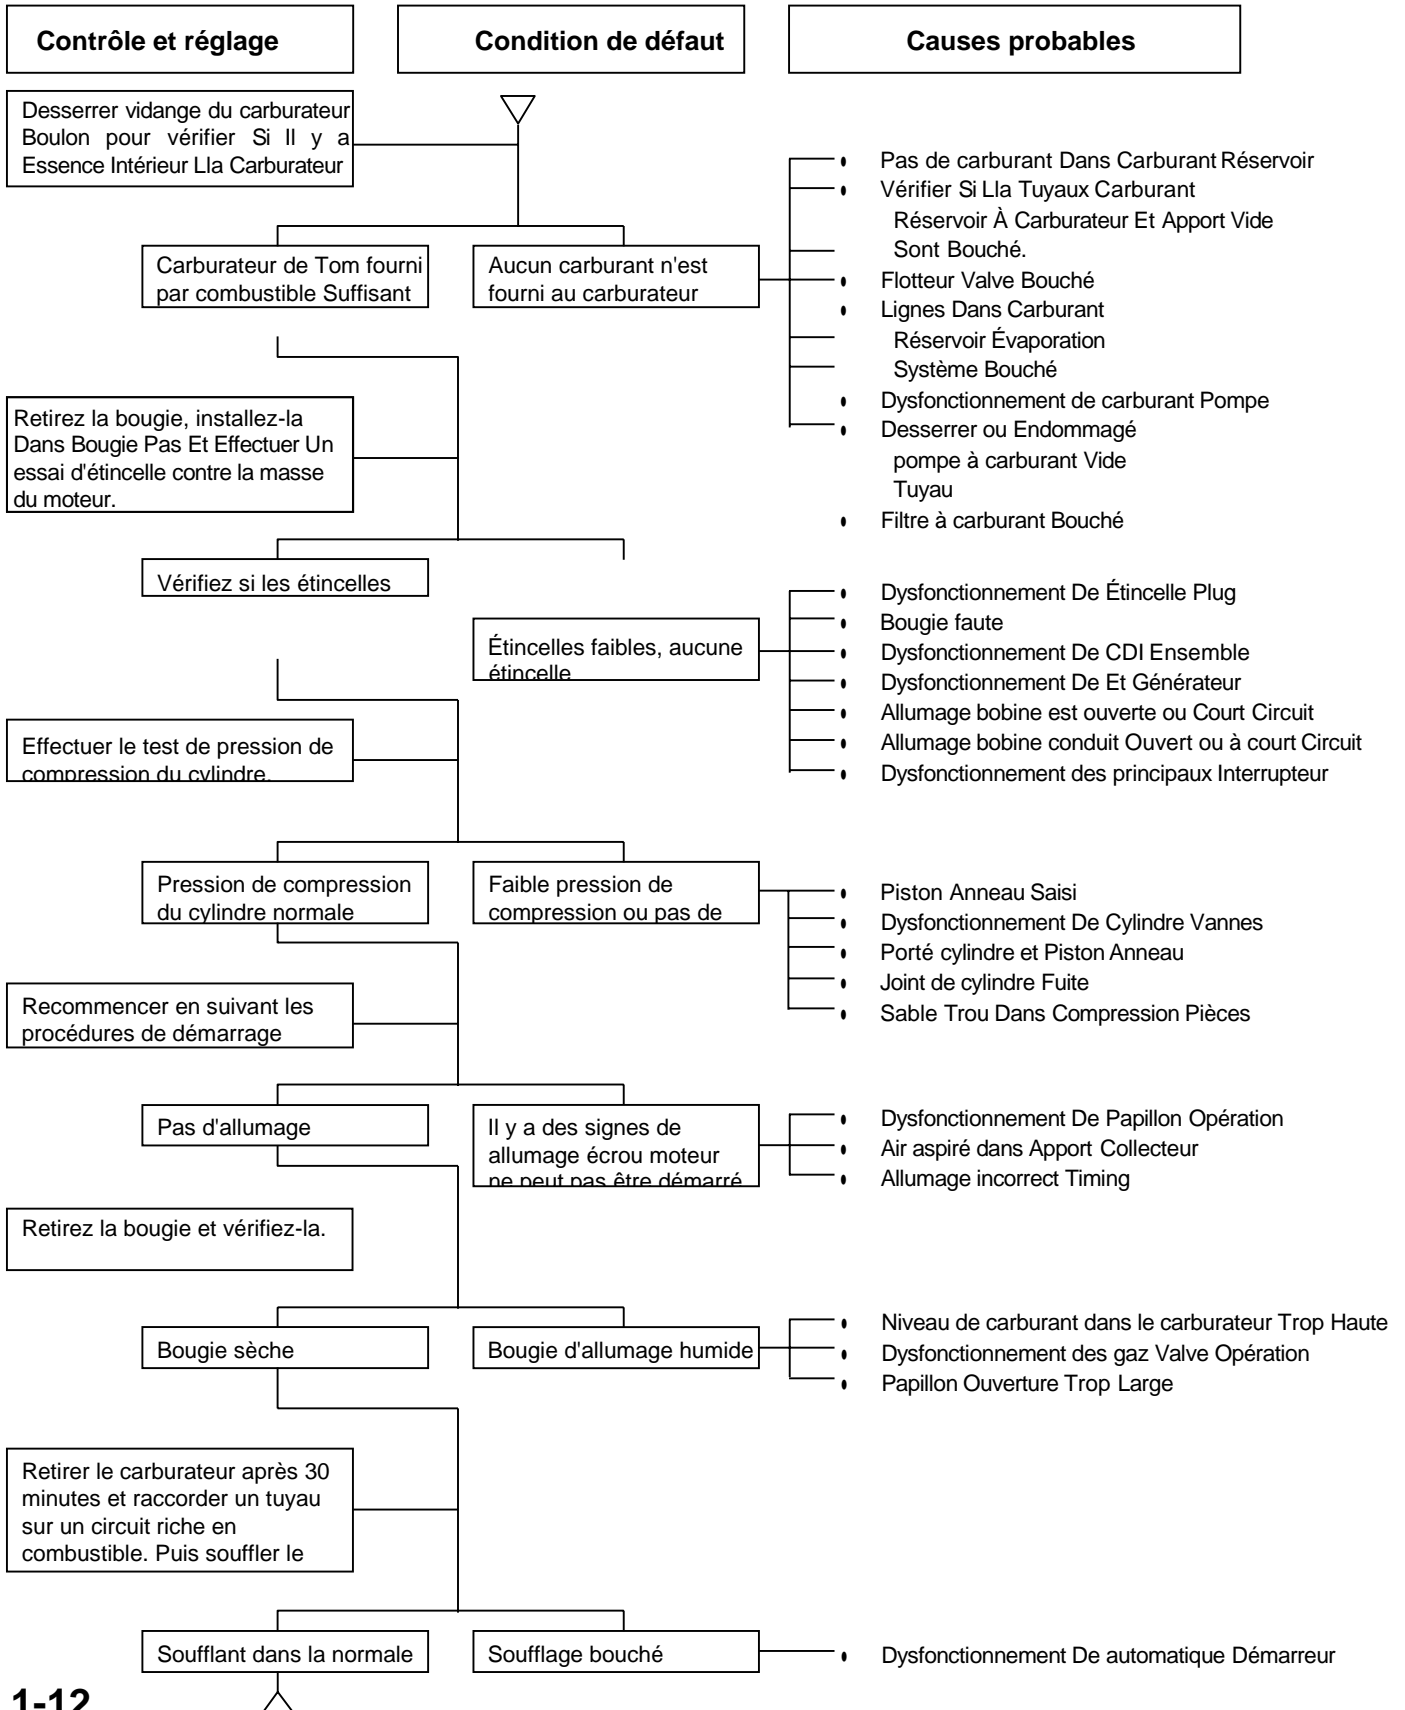 Contrôle et réglage
Condition de défaut
Causes probables
Desserrer vidange du carburateur
Boulon pour vérifier Si Il y a
Essence Intérieur Lla Carburateur
Pas de carburant Dans Carburant Réservoir
Vérifier Si Lla Tuyaux Carburant
Réservoir À Carburateur Et Apport Vide
Sont Bouché.
Flotteur Valve Bouché
Lignes Dans Carburant
Réservoir Évaporation
Système Bouché
Dysfonctionnement de carburant Pompe
Desserrer ou Endommagé
pompe à carburant Vide
Tuyau
Filtre à carburant Bouché
Carburateur de Tom fourni
par combustible Suffisant
Aucun carburant n'est
fourni au carburateur
Retirez la bougie, installez-la
Dans Bougie Pas Et Effectuer Un
essai d'étincelle contre la masse
du moteur.
Vérifiez si les étincelles
Étincelles faibles, aucune
étincelle
Dysfonctionnement De Étincelle Plug
Bougie faute
Dysfonctionnement De CDI Ensemble
Dysfonctionnement De Et Générateur
Allumage bobine est ouverte ou Court Circuit
Allumage bobine conduit Ouvert ou à court Circuit
Dysfonctionnement des principaux Interrupteur
Effectuer le test de pression de
compression du cylindre.
Pression de compression
du cylindre normale
Faible pression de
compression ou pas de
Piston Anneau Saisi
Dysfonctionnement De Cylindre Vannes
Porté cylindre et Piston Anneau
Joint de cylindre Fuite
Sable Trou Dans Compression Pièces
Recommencer en suivant les
procédures de démarrage
Pas d'allumage
Il y a des signes de
allumage écrou moteur
ne peut pas être démarré
Dysfonctionnement De Papillon Opération
Air aspiré dans Apport Collecteur
Allumage incorrect Timing
Retirez la bougie et vérifiez-la.
Bougie sèche
Bougie d'allumage humide
Niveau de carburant dans le carburateur Trop Haute
Dysfonctionnement des gaz Valve Opération
Papillon Ouverture Trop Large
Retirer le carburateur après 30
minutes et raccorder un tuyau
sur un circuit riche en
combustible. Puis souffler le
Soufflant dans la normale
Soufflage bouché
Dysfonctionnement De automatique Démarreur
1-12